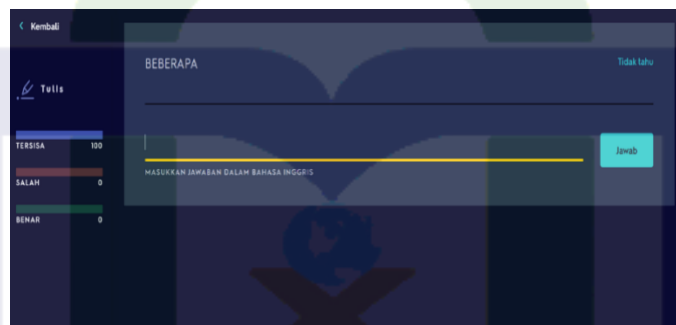 Kembali
BEBERAPA
Tidak tahu
Tulis
TERSISA 100
Jawab
MASUKKAN JAWABAN DALAM BAHASA INGGRIS
SALAH 0
BENAR 0